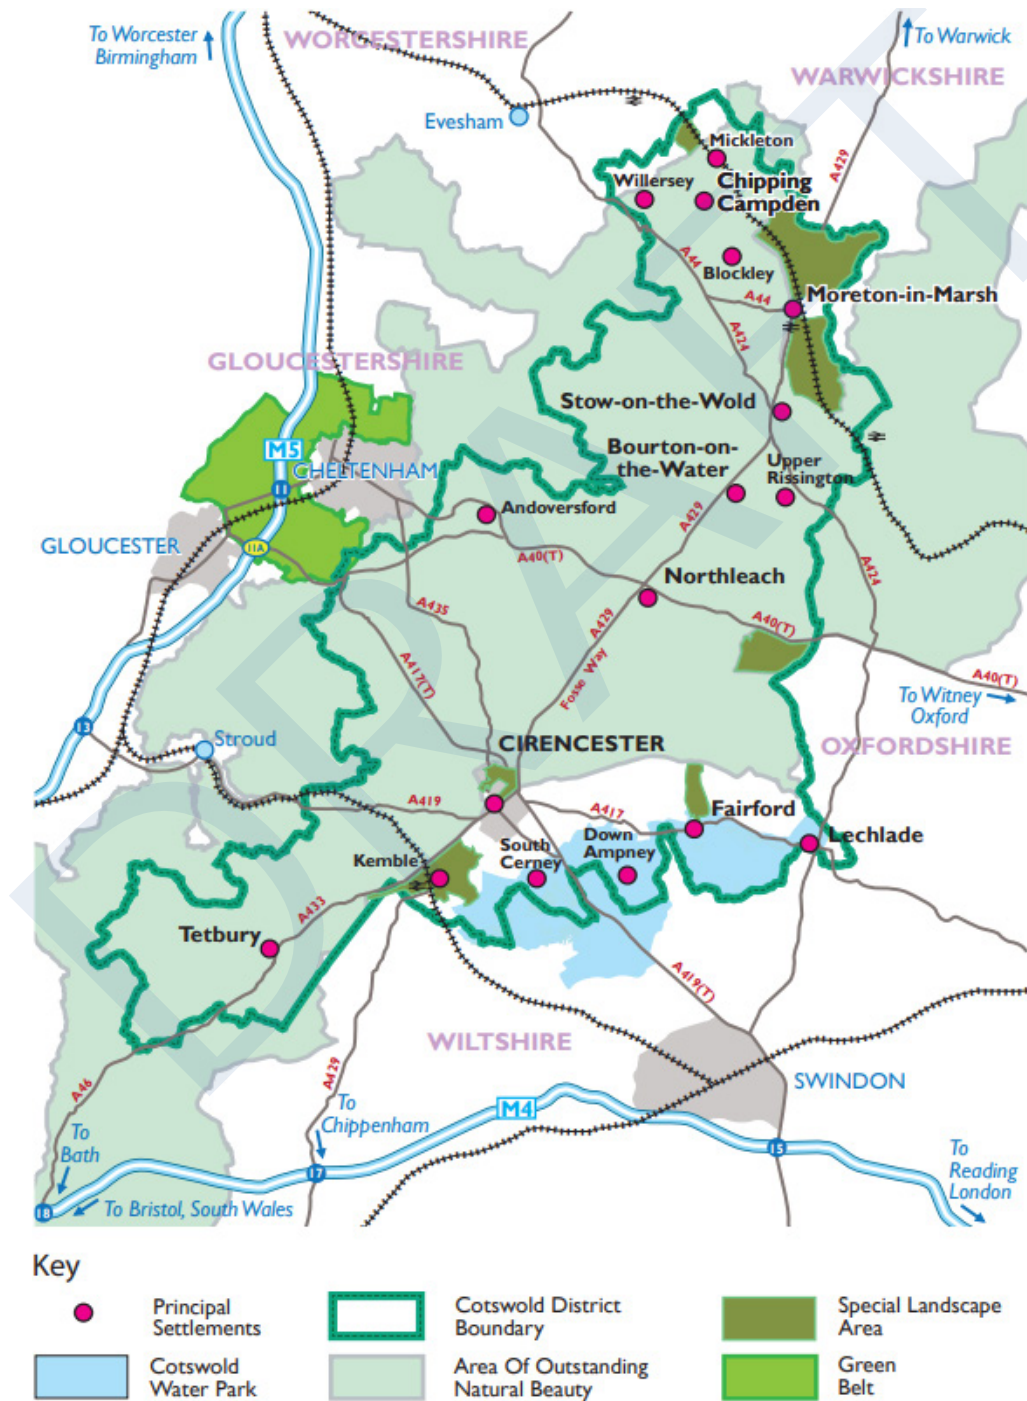 To Worcester
Birmingham
WORCESTERSHIRE
To Warwick
WARWICKSHIRE
Evesham
A429
Mickleton
Willersey
Chipping
Campden
A44
Blockley
A44
Moreton-in-Marsh
A424
GLOUCESTERSHIRE
Stow-on-the-Wold
M5
CHELTENHAM
Bourton-on-
the-Water
Upper
Rissington
11
Andoversford
A429
GLOUCESTER
11A
A40(T)
A424
Northleach
A435
A429
A40(T)
A417(T)
Fosse Way
A40(T)
To Witney
Oxford
13
Stroud
CIRENCESTER
OXFORDSHIRE
A419
A417
Fairford
Kemble
South
Cerney
Down
Ampney
Lechlade
A433
Tetbury
A419(T)
WILTSHIRE
A46
A429
SWINDON
To
Bath
To
Chippenham
M4
17
15
To
Reading
London
18
To Bristol, South Wales
DRAFT
Key
Principal
Settlements
Cotswold District
Boundary
Special Landscape
Area
Cotswold
Water Park
Area Of Outstanding
Natural Beauty
Green
Belt